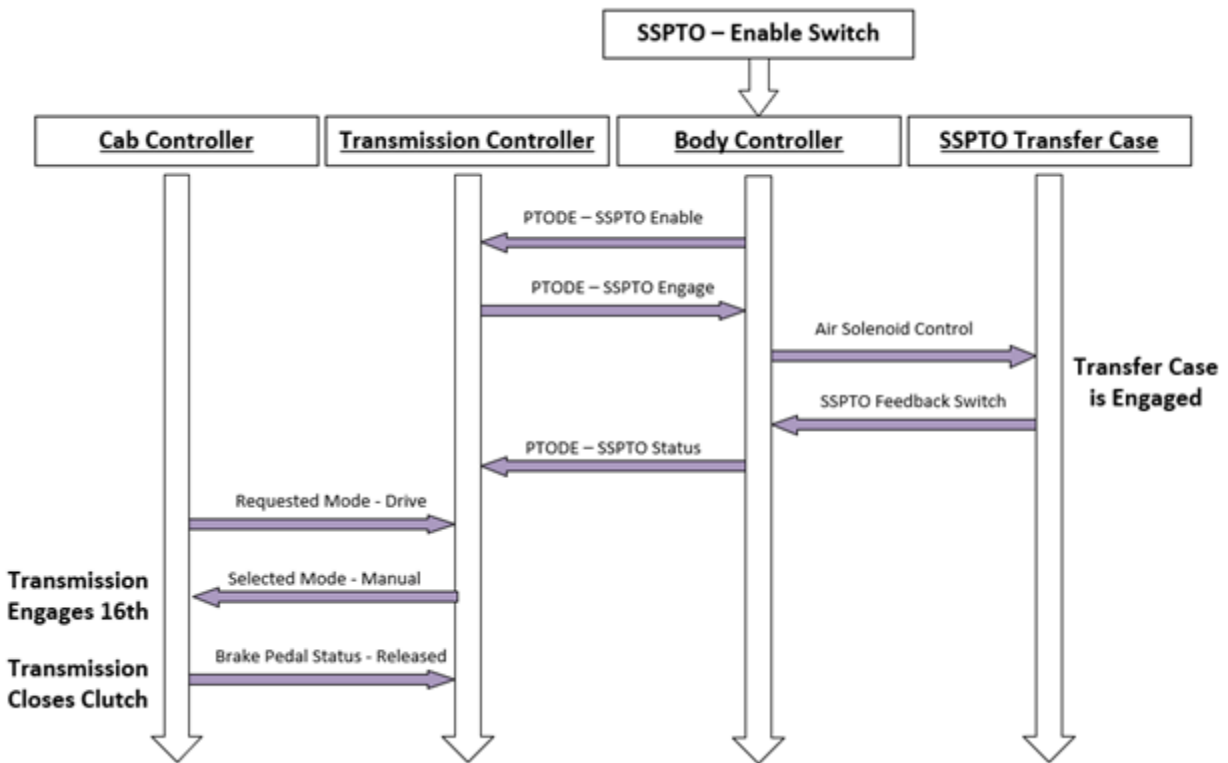 SSPTO – Enable Switch
Cab Controller
Transmission Controller
Body Controller
SSPTO Transfer Case
PTODE – SSPTO Enable
PTODE – SSPTO Engage
Air Solenoid Control
Transfer Case
is Engaged
SSPTO Feedback Switch
PTODE – SSPTO Status
Requested Mode - Drive
Transmission
Engages 16th
Selected Mode - Manual
Brake Pedal Status - Released
Transmission
Closes Clutch